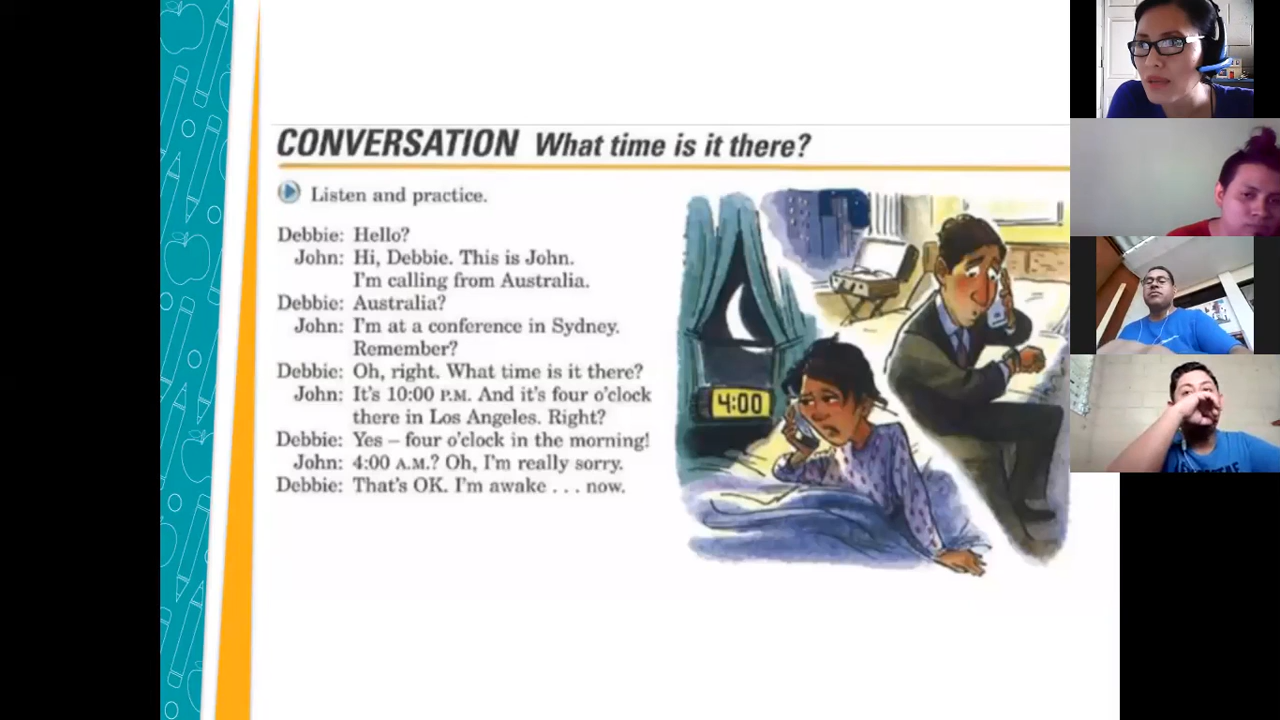 CONVERSATION What time is it there?
Listen and practice.
Debbie: Hello?
John: Hi, Debbie. This is John.
I'm calling from Australia.
Debbie: Australia?
John: I'm at a conference in Sydney.
Remember?
Debbie: Oh, right. What time is it there?
John: It's 10:00 P.M. And it's four o'clock
there in Los Angeles. Right?
Debbie: Yes – four o'clock in the morning!
John: 4:00 A.M.? Oh, I'm really sorry.
Debbie: That's OK. I'm awake . . . now.
4:00